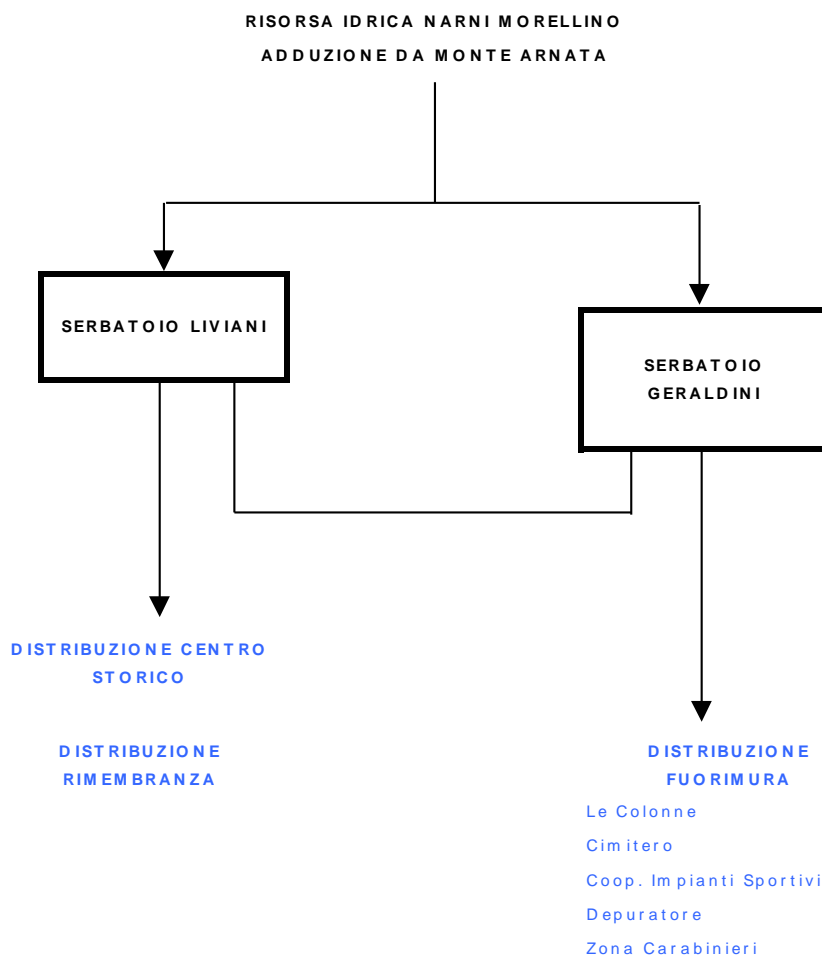 RISORSA IDRICA NARNI MORELLINO
ADDUZIONE DA MONTE ARNATA
SERBATOIO LIVIANI
SERBATOIO
GERALDINI
DISTRIBUZIONE CENTRO
STORICO
DISTRIBUZIONE
RIMEMBRANZA
DISTRIBUZIONE
FUORIMURA
Le Colonne
Cimitero
Coop. Impianti Sportivi
Depuratore
Zona Carabinieri